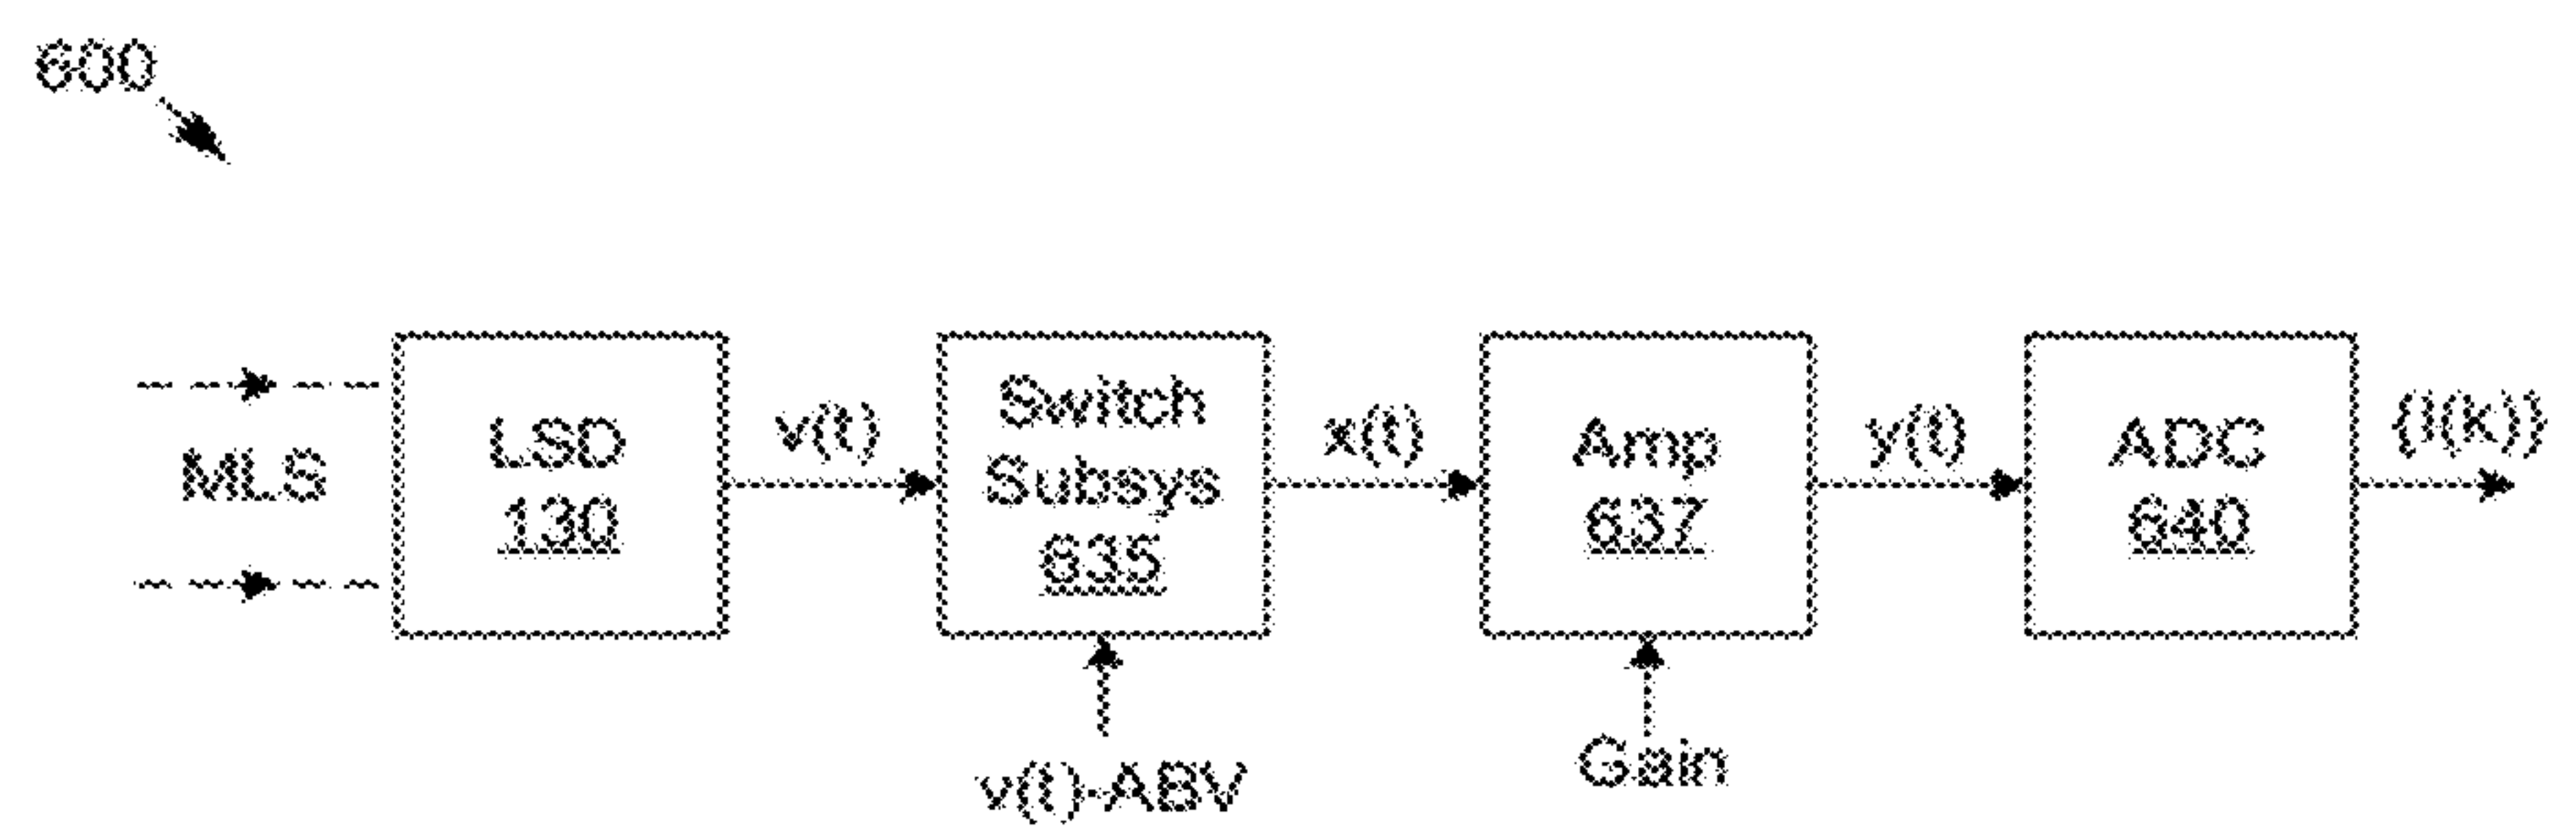 600
MLS
LSD
130
v(t)
Switch
Subsys
635
v(t)-ABV
x(t)
Amp
637
Gain
y(t)
ADC
640
{I(k)}